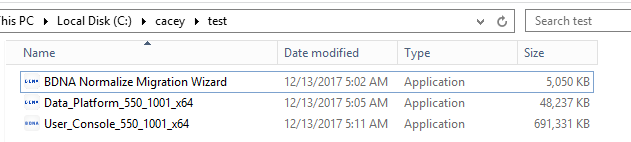 This PC > Local Disk (C:) > cacey > test
Search test
Name Date modified Type Size
BDNA Normalize Migration Wizard 12/13/2017 5:02 AM Application 5,050 KB
Data_Platform_550_1001_x64 12/13/2017 5:05 AM Application 48,237 KB
User_Console_550_1001_x64 12/13/2017 5:11 AM Application 691,331 KB